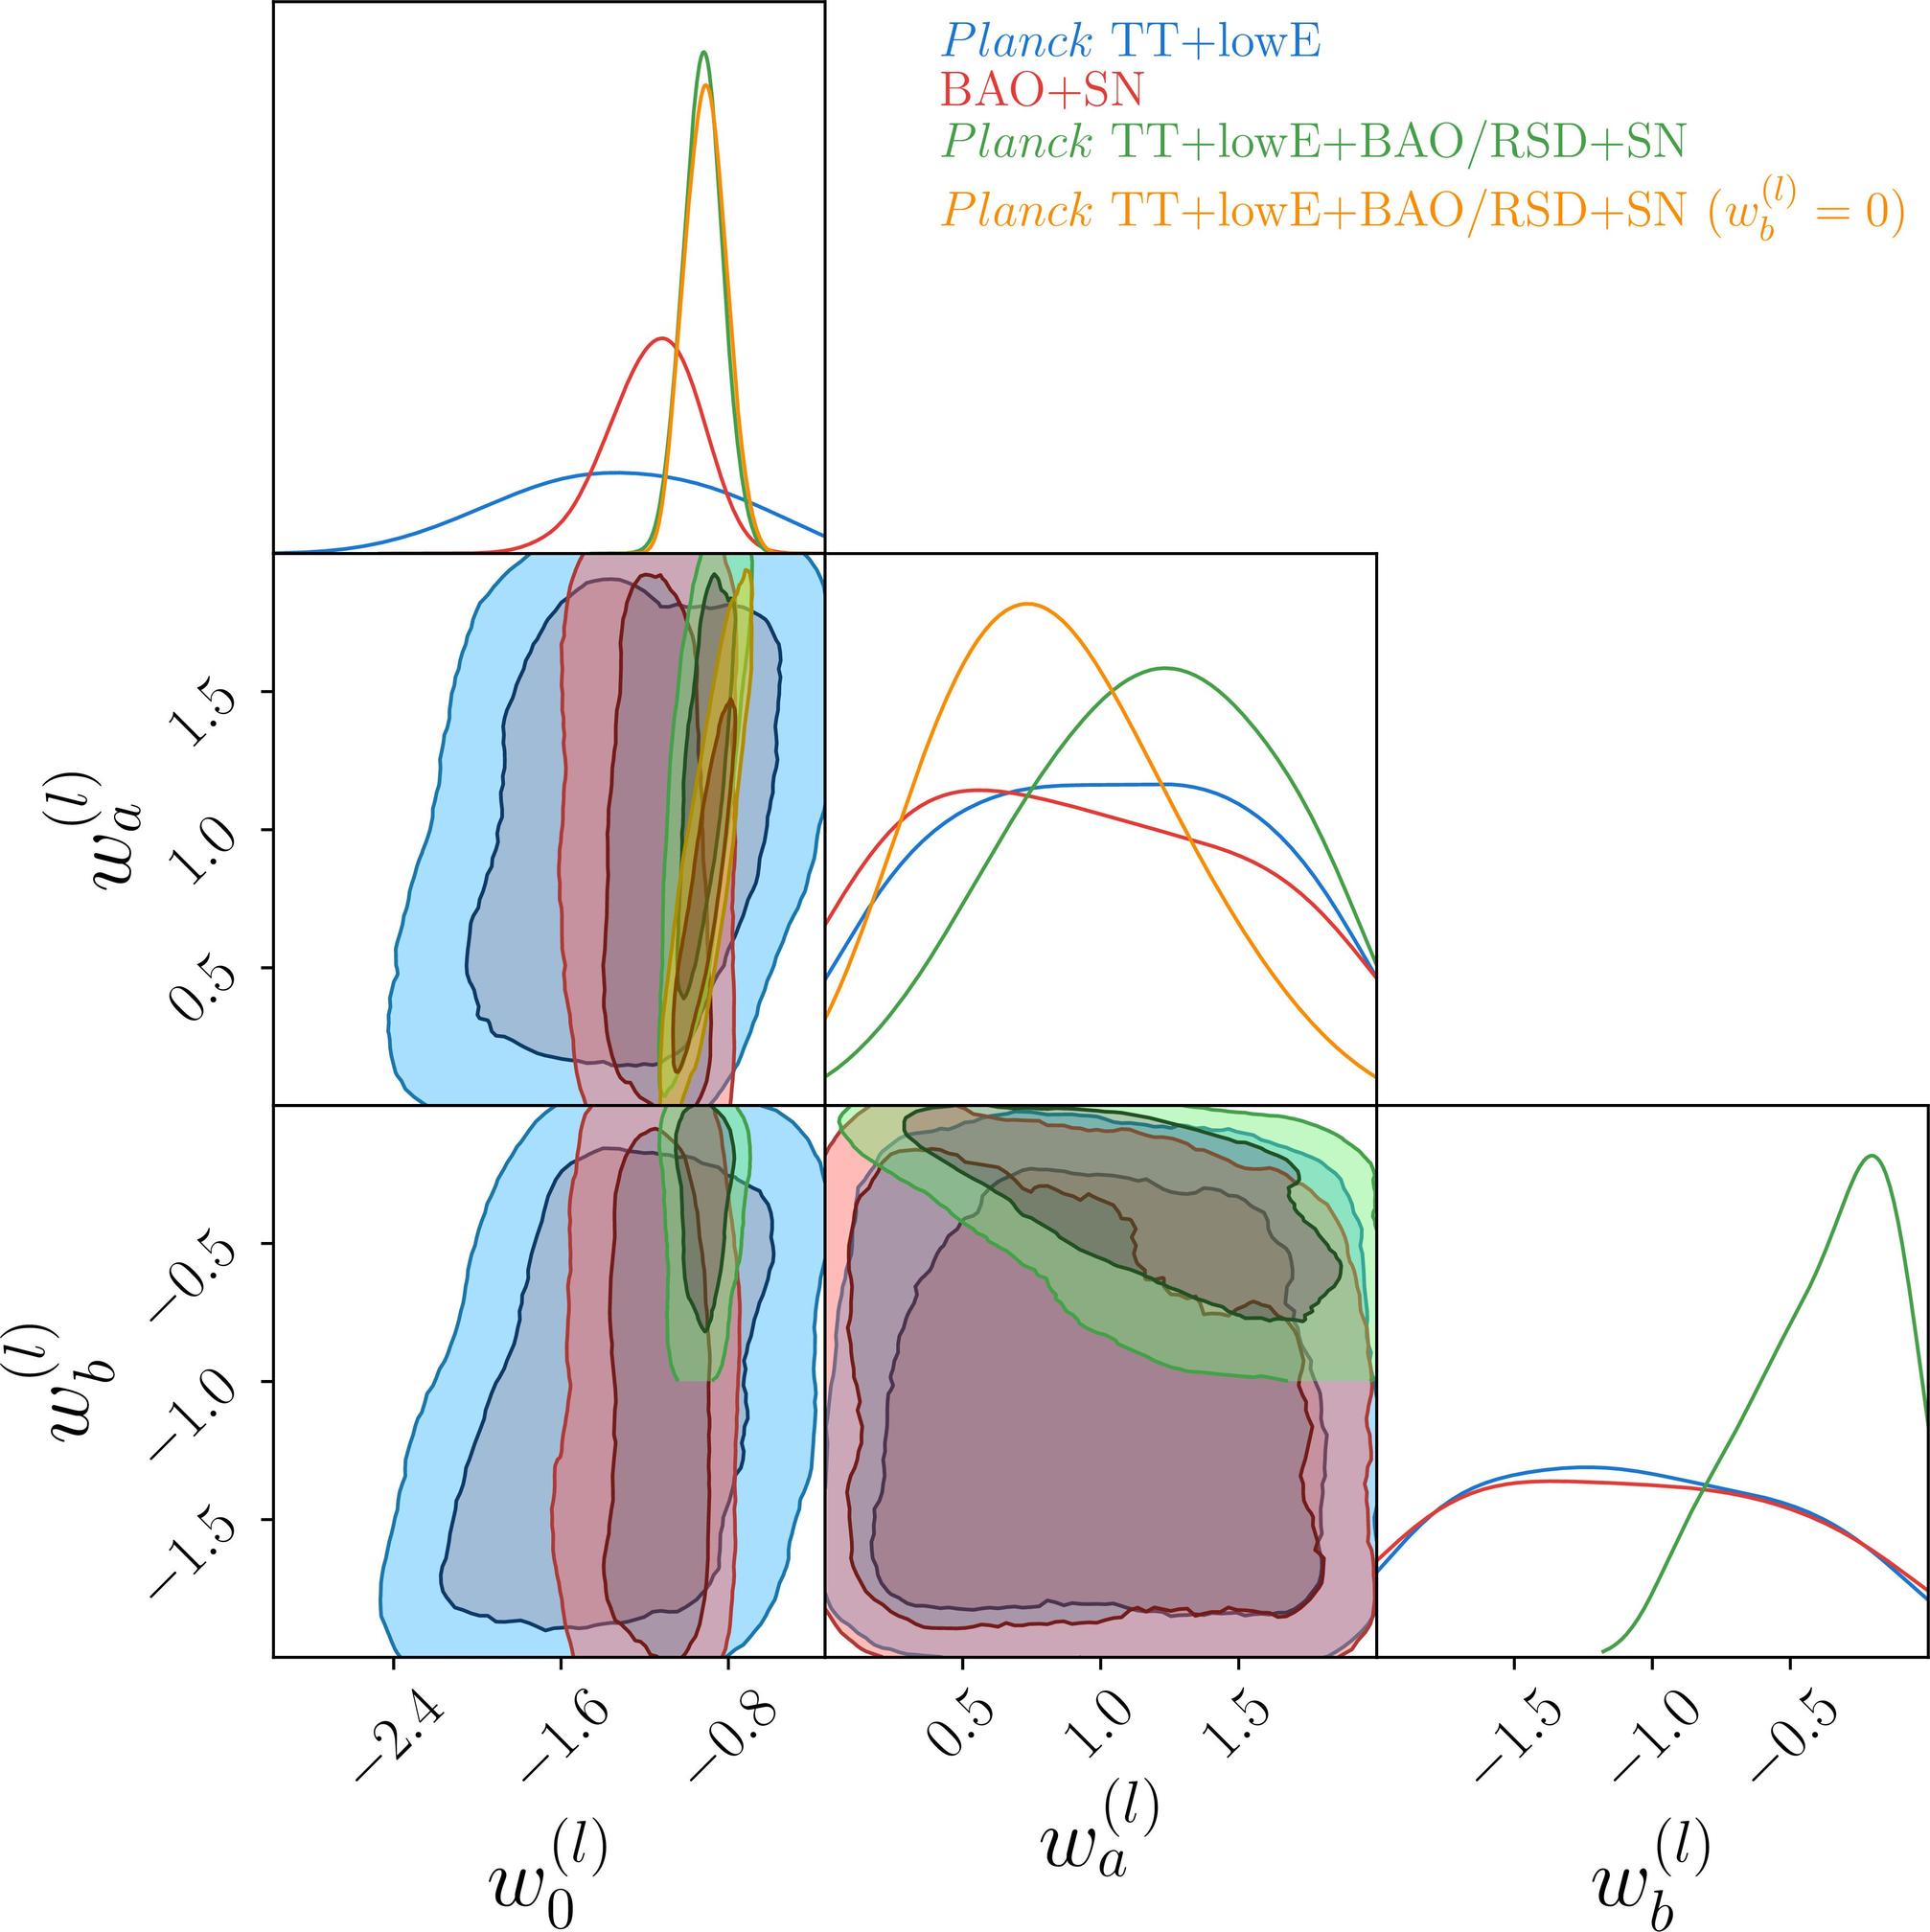 Planck TT+lowE
BAO+SN
Planck TT+lowE+BAO/RSD+SN
Planck TT+lowE+BAO/RSD+SN (w_b^{(l)} = 0)
w_a^{(l)}
1.5
1.0
0.5
w_b^{(l)}
−0.5
−1.0
−1.5
−2.4 −1.6 −0.8 0.5 1.0 1.5 −1.5 −1.0 −0.5
w_0^{(l)} w_a^{(l)} w_b^{(l)}